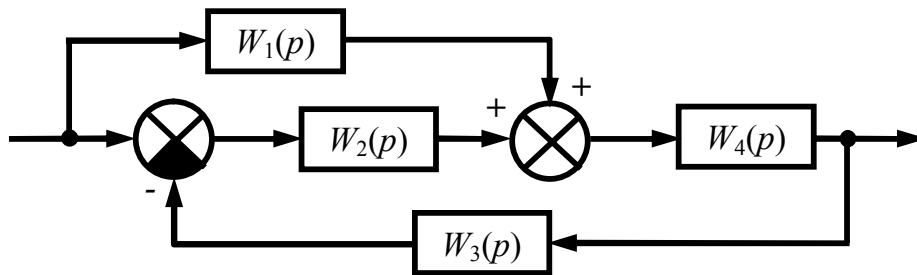 W₁(p)
+
+
W₂(p)
W₄(p)
-
W₃(p)